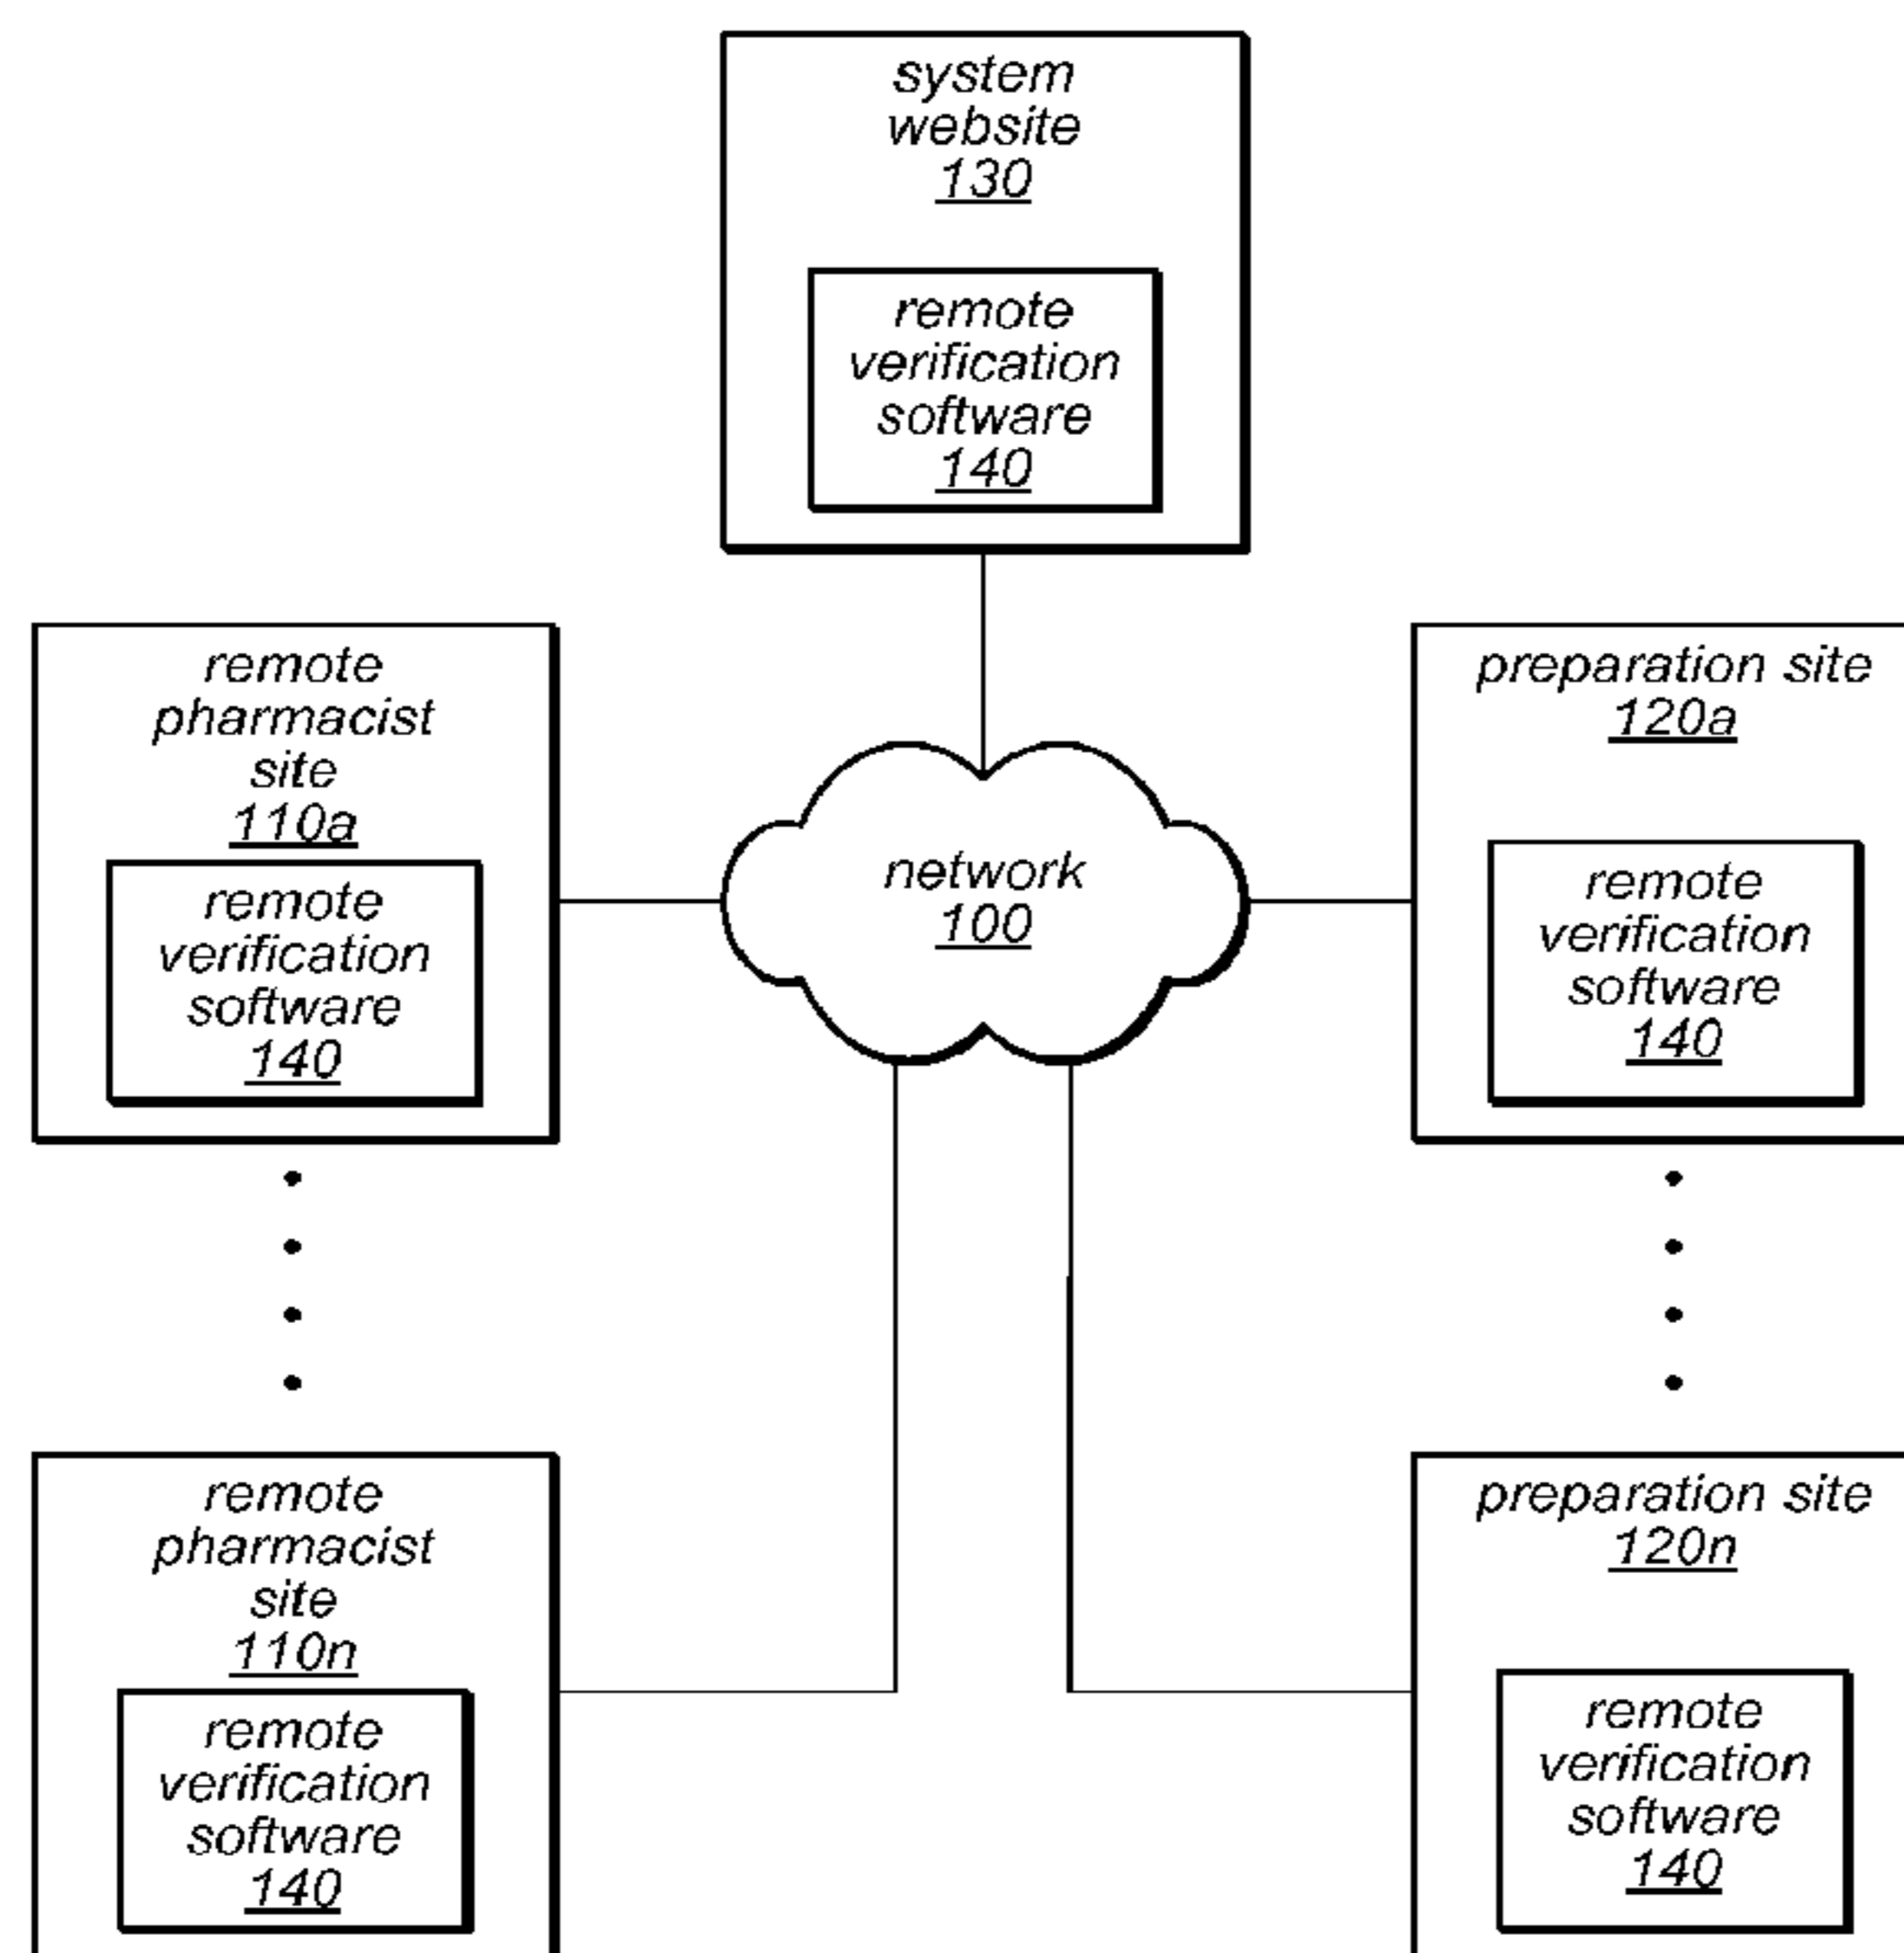 system
website
130
remote
verification
software
140
remote
pharmacist
site
110a
remote
verification
software
140
network
100
preparation site
120a
remote
verification
software
140
remote
pharmacist
site
110n
remote
verification
software
140
preparation site
120n
remote
verification
software
140